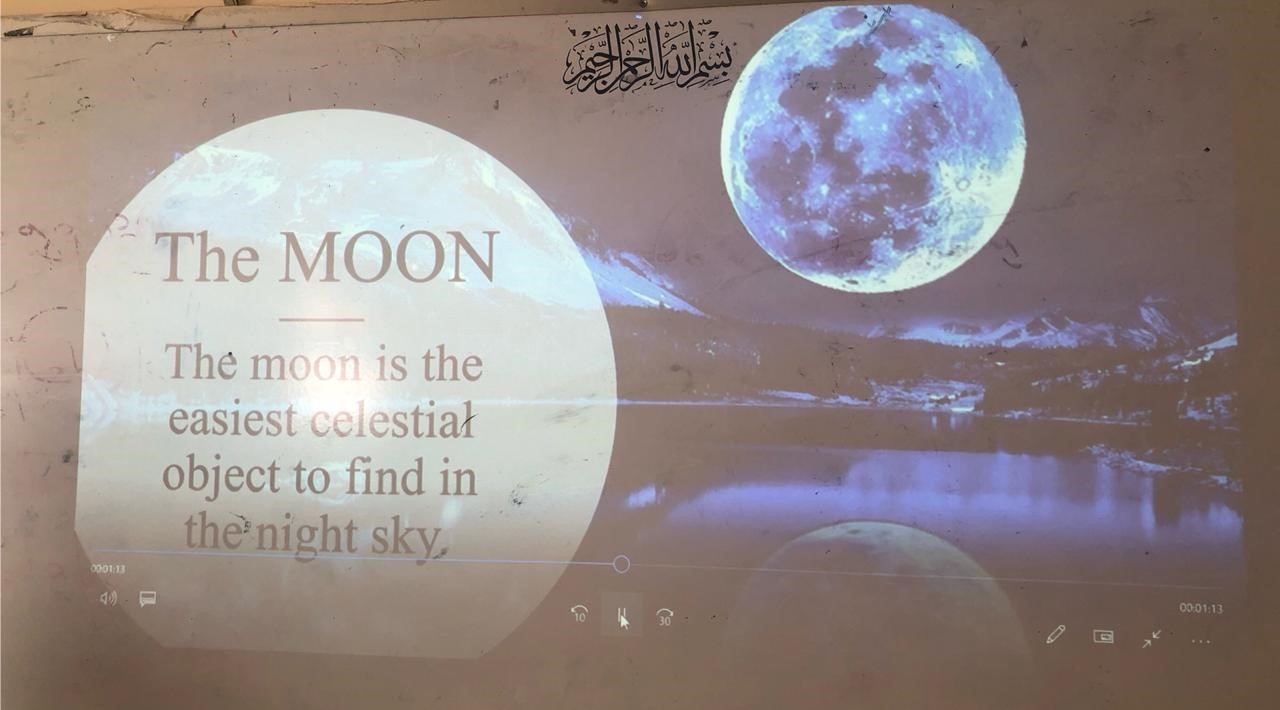 بسم الله الرحمن الرحيم
The MOON
The moon is the
easiest celestial
object to find in
the night sky
00:01:13
00:01:13
10
30